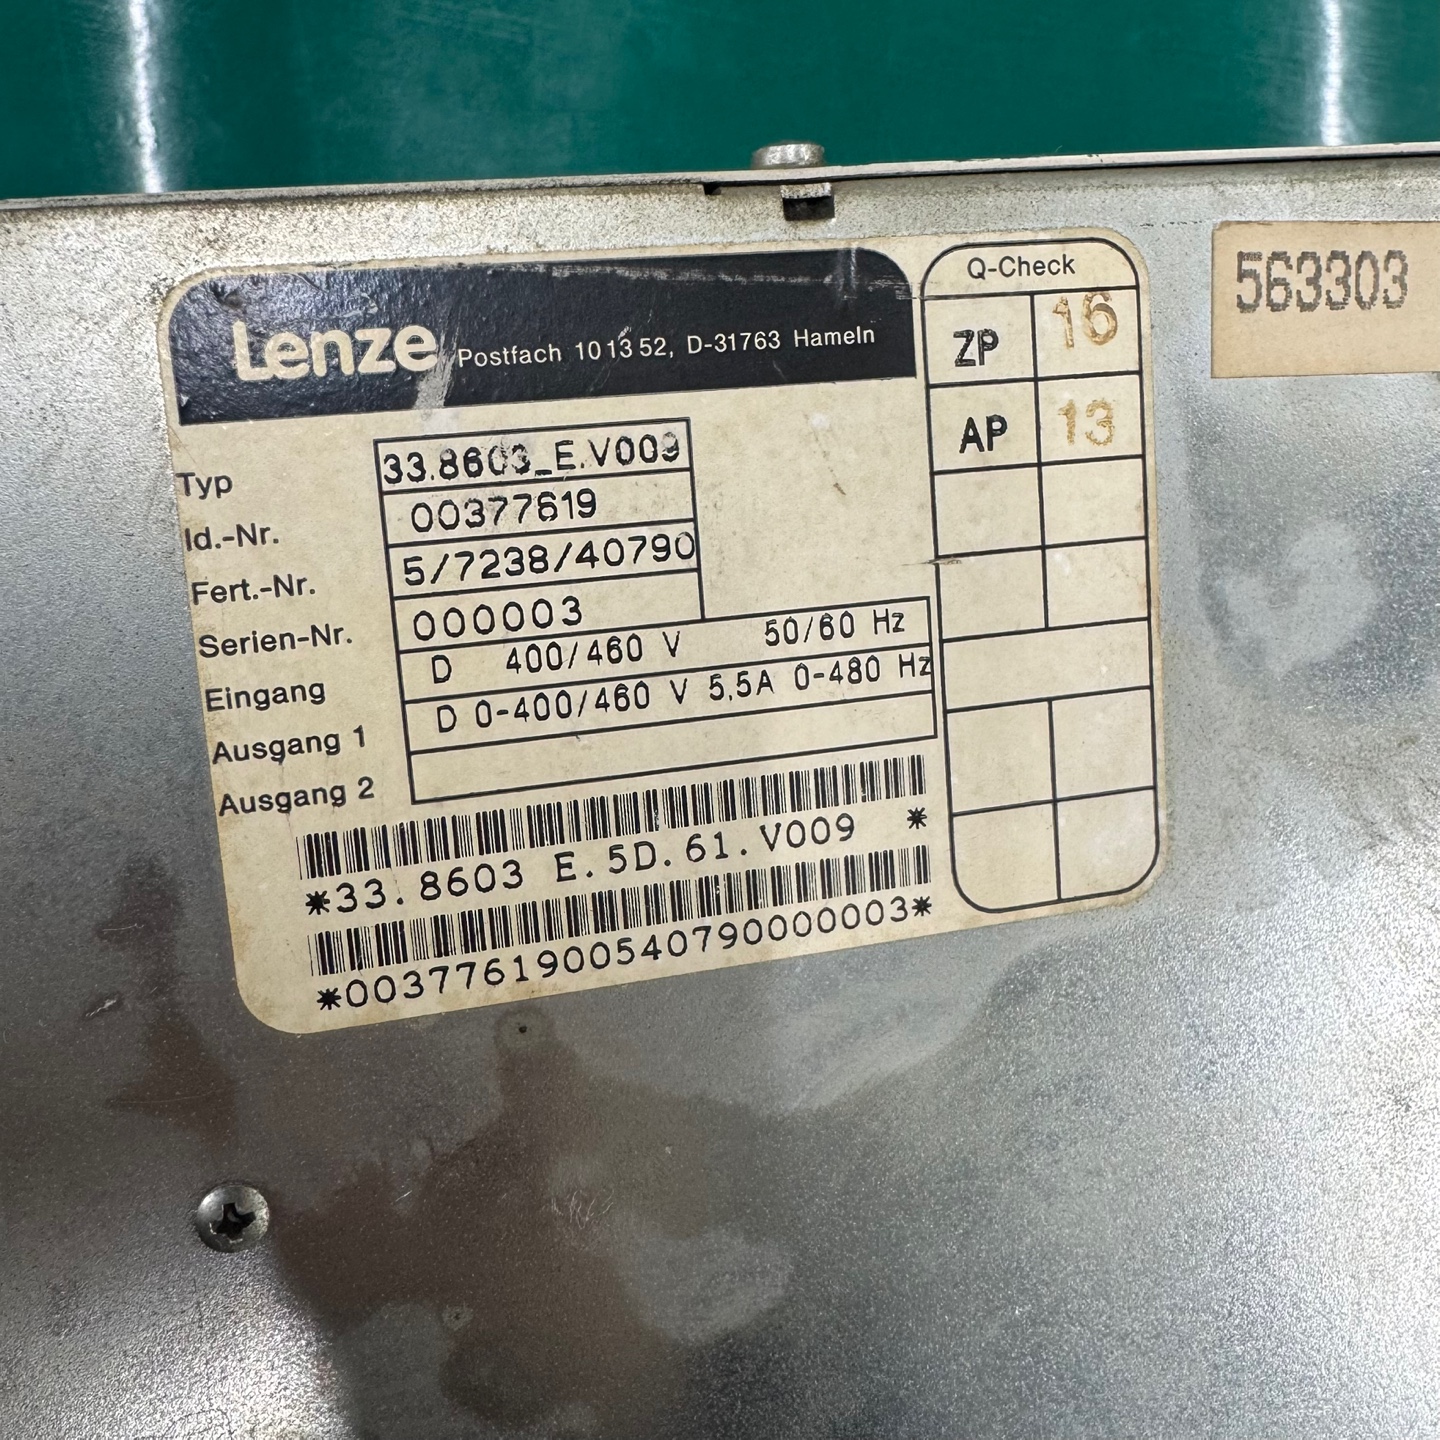 Lenze Postfach 10 13 52, D-31763 Hameln
Typ 33.8603_E.V009
Id.-Nr. 00377619
Fert.-Nr. 5/7238/40790
Serien-Nr. 000003
Eingang D 400/460 V 50/60 Hz
Ausgang 1 D 0-400/460 V 5,5A 0-480 Hz
Ausgang 2
*33.8603 E.5D.61.V009 *
*003776190054079000003*
Q-Check
ZP 16
AP 13
563303